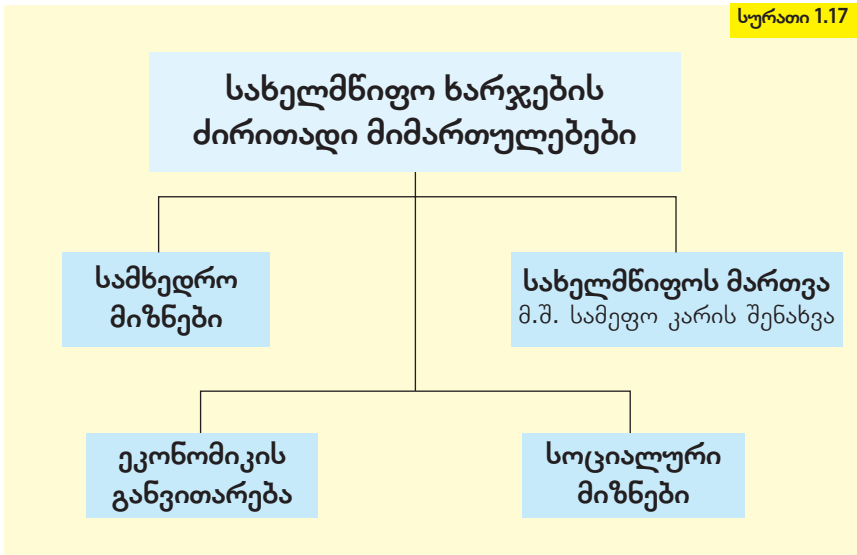 სურათი 1.17
სახელმწიფო ხარჯების
ძირითადი მიმართულებები
სამხედრო
მიზნები
სახელმწიფოს მართვა
მ.შ. სამეფო კარის შენახვა
ეკონომიკის
განვითარება
სოციალური
მიზნები